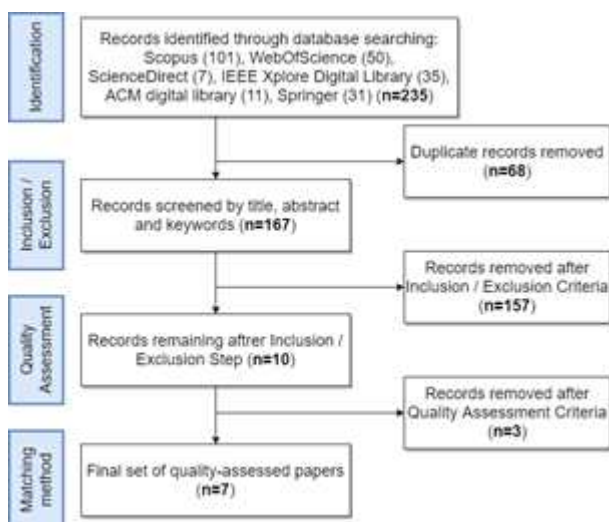 Identification
Records identified through database searching:
Scopus (101), WebOfScience (50),
ScienceDirect (7), IEEE Xplore Digital Library (35),
ACM digital library (11), Springer (31) (n=235)
Duplicate records removed
(n=68)
Inclusion /
Exclusion
Records screened by title, abstract
and keywords (n=167)
Records removed after
Inclusion / Exclusion Criteria
(n=157)
Quality
Assessment
Records remaining aftrer Inclusion /
Exclusion Step (n=10)
Records removed after
Quality Assessment Criteria
(n=3)
Matching
method
Final set of quality-assessed papers
(n=7)